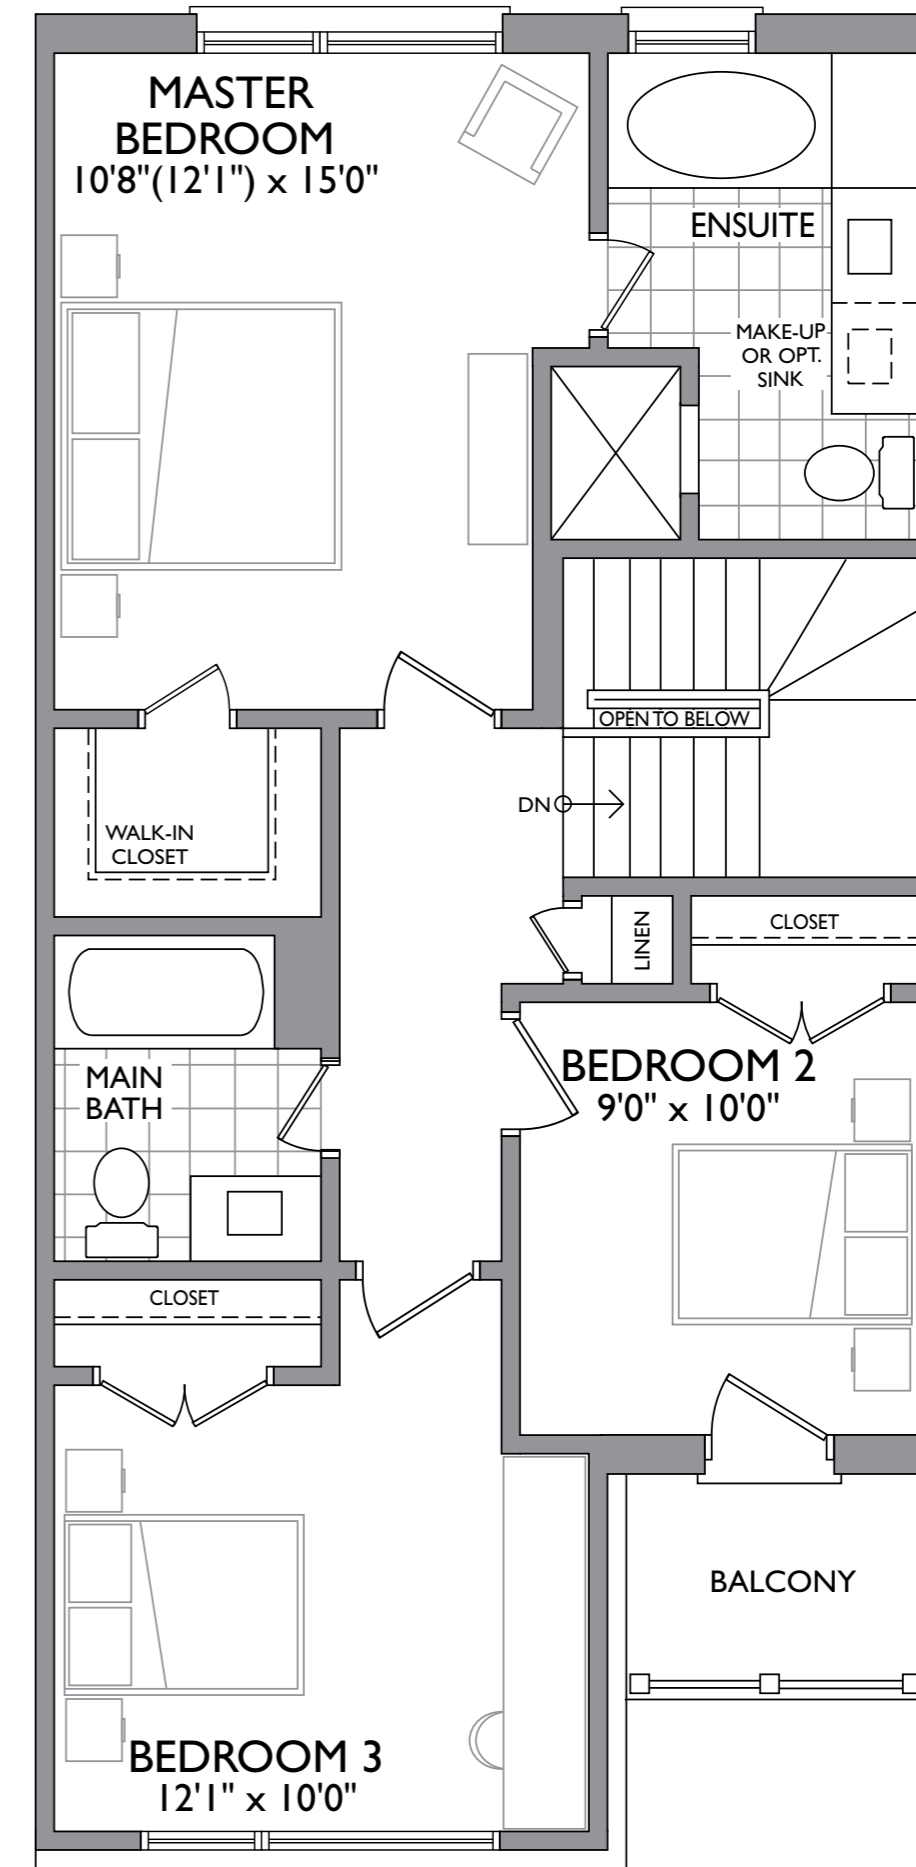 MASTER
BEDROOM
10'8"(12'1") x 15'0"
ENSUITE
MAKE-UP
OR OPT.
SINK
OPEN TO BELOW
DN
WALK-IN
CLOSET
LINEN
CLOSET
MAIN
BATH
BEDROOM 2
9'0" x 10'0"
CLOSET
BALCONY
BEDROOM 3
12'1" x 10'0"